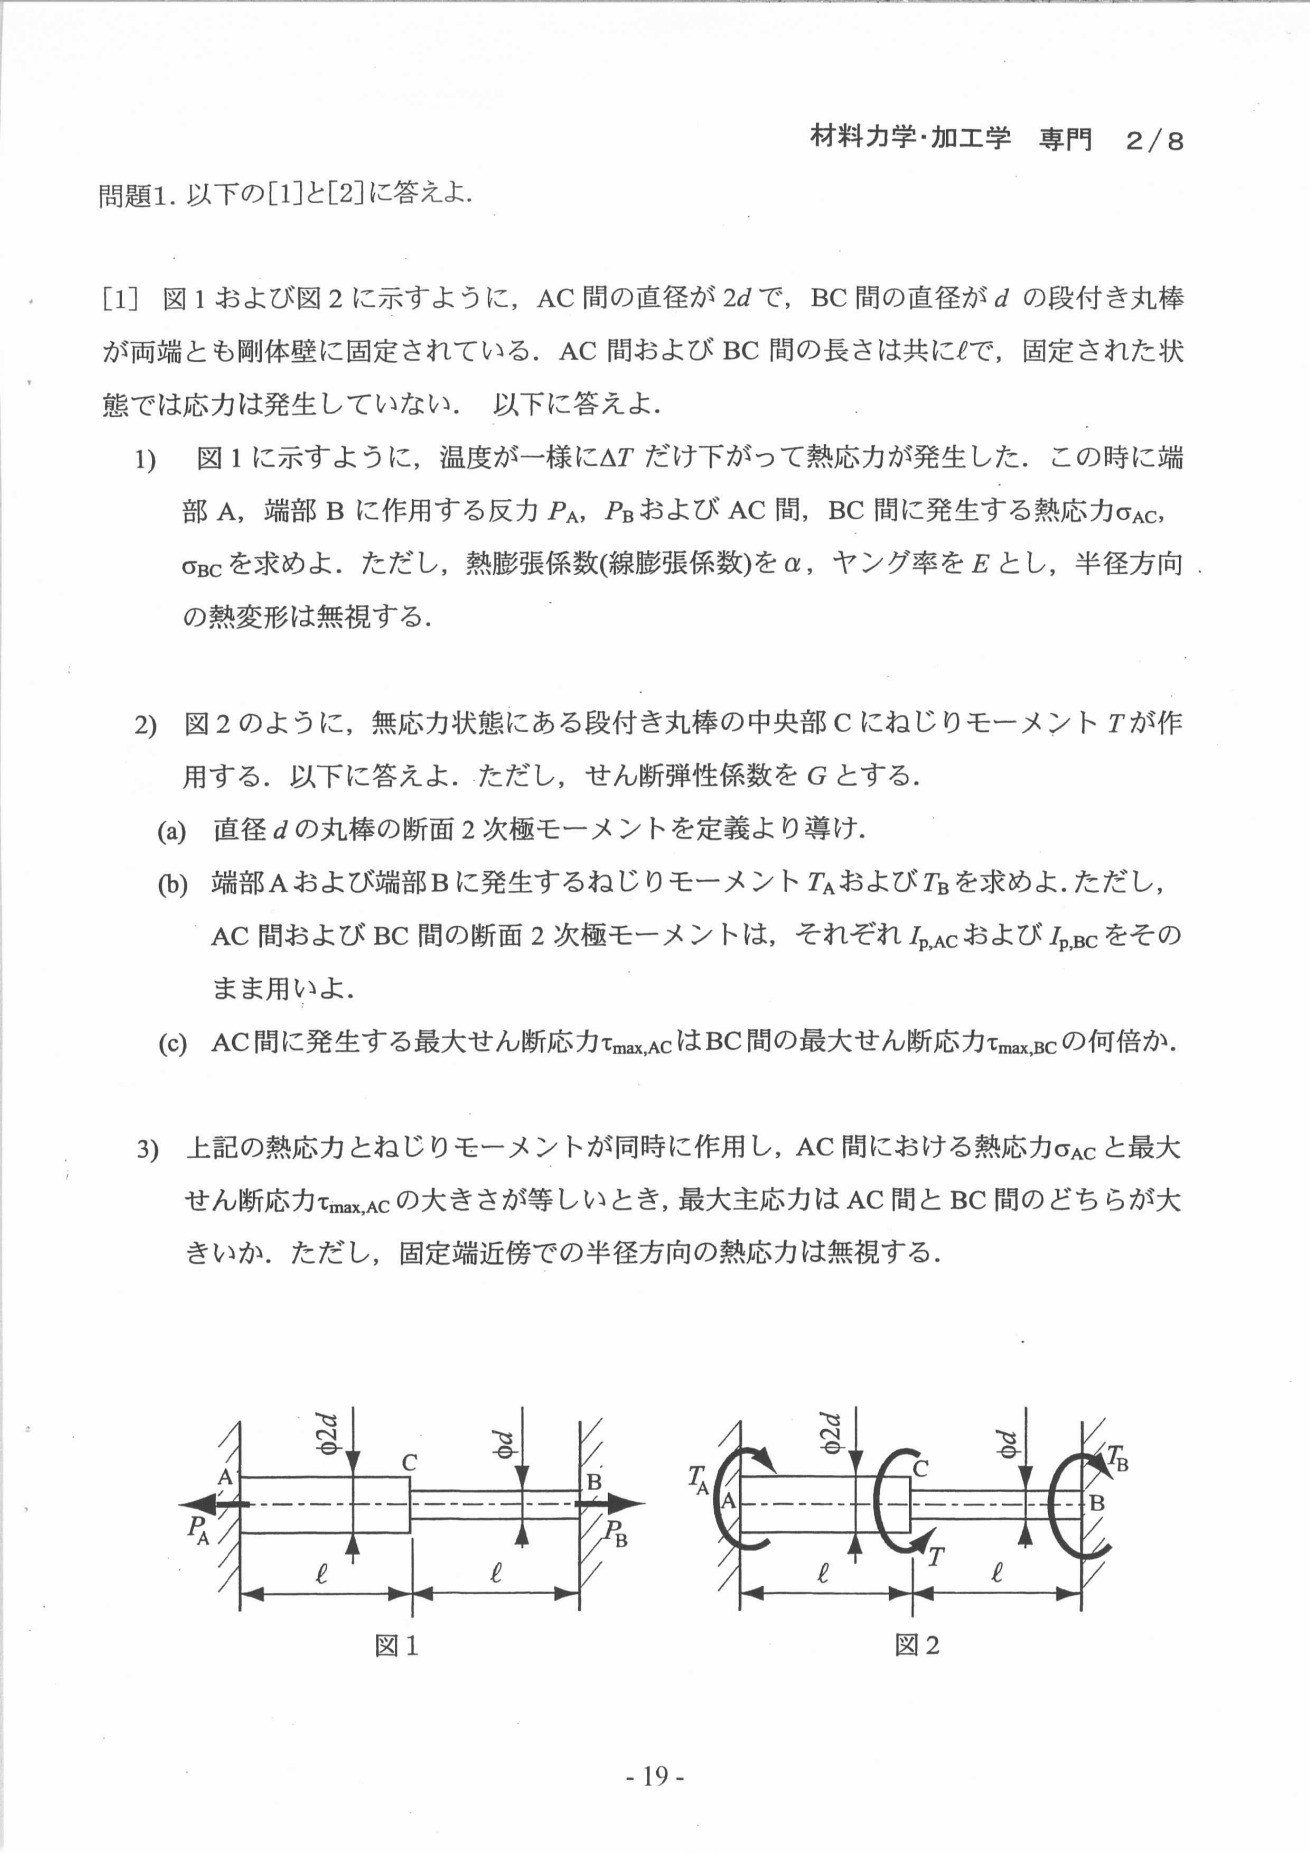 材料力学・加工学　専門　2/8
問題1. 以下の[1]と[2]に答えよ.
[1] 図1および図2に示すように，AC間の直径が2dで，BC間の直径がdの段付き丸棒
が両端とも剛体壁に固定されている．AC間およびBC間の長さは共にℓで，固定された状
態では応力は発生していない．以下に答えよ．
1) 図1に示すように，温度が一様にΔTだけ下がって熱応力が発生した．この時に端
部A，端部Bに作用する反力P_A，P_BおよびAC間，BC間に発生する熱応力σ_AC，
σ_BCを求めよ．ただし，熱膨張係数(線膨張係数)をα，ヤング率をEとし，半径方向
の熱変形は無視する．
2) 図2のように，無応力状態にある段付き丸棒の中央部CにねじりモーメントTが作
用する．以下に答えよ．ただし，せん断弾性係数をGとする．
(a) 直径dの丸棒の断面2次極モーメントを定義より導け．
(b) 端部Aおよび端部Bに発生するねじりモーメントT_AおよびT_Bを求めよ．ただし，
AC間およびBC間の断面2次極モーメントは，それぞれI_p,ACおよびI_p,BCをその
まま用いよ．
(c) AC間に発生する最大せん断応力τ_max,ACはBC間の最大せん断応力τ_max,BCの何倍か．
3) 上記の熱応力とねじりモーメントが同時に作用し，AC間における熱応力σ_ACと最大
せん断応力τ_max,ACの大きさが等しいとき，最大主応力はAC間とBC間のどちらが大
きいか．ただし，固定端近傍での半径方向の熱応力は無視する．
A
P_A
φ2d
C
φd
B
P_B
ℓ
ℓ
図1
T_A
A
φ2d
C
T
φd
T_B
B
ℓ
ℓ
図2
- 19 -